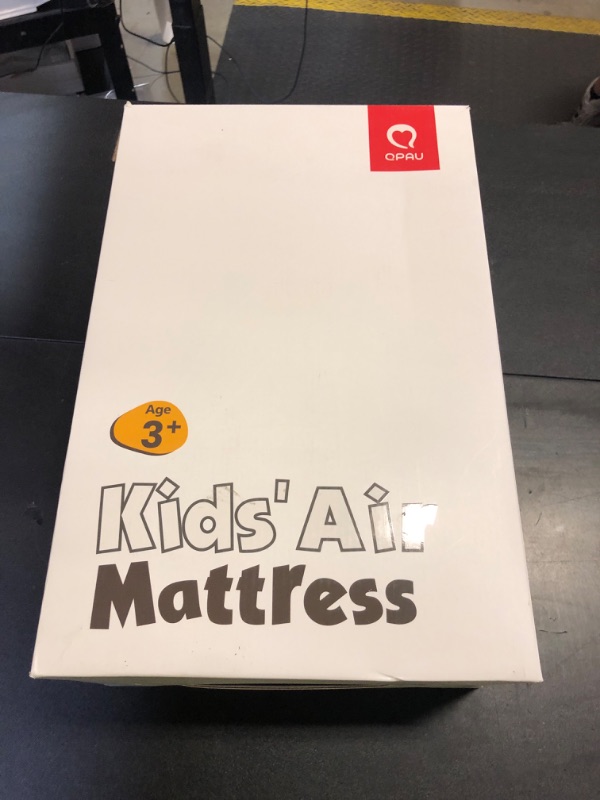 QPAU
Age
3+
Kids' Air
Mattress